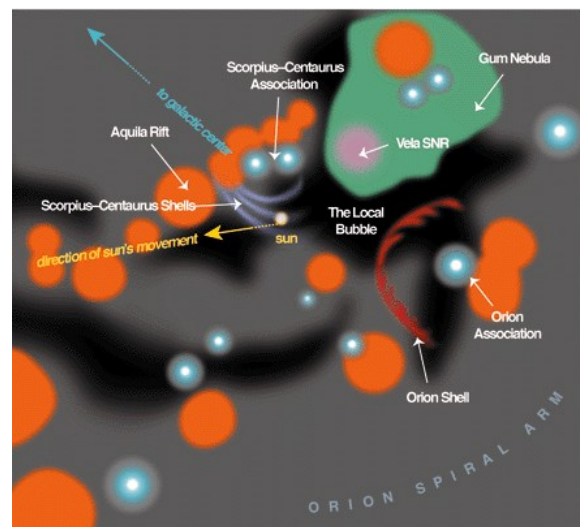 Scorpius–Centaurus
Association
Gum Nebula
to galactic center
Aquila Rift
Vela SNR
Scorpius–Centaurus Shells
The Local
Bubble
direction of sun's movement
sun
Orion
Association
Orion Shell
ORION SPIRAL ARM